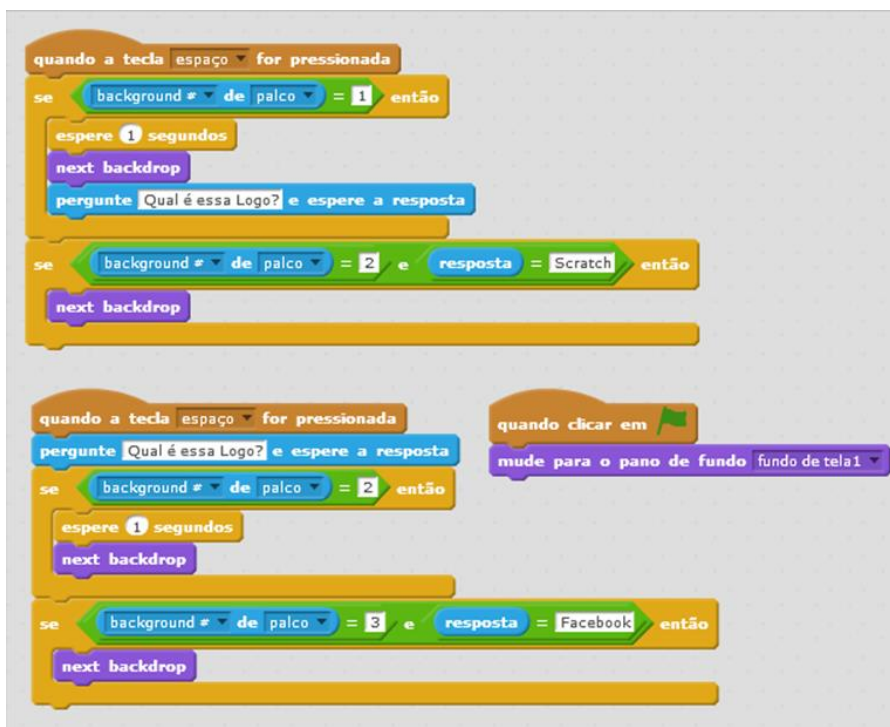 quando a tecla espaço for pressionada
se background # de palco = 1 então
espere 1 segundos
next backdrop
pergunte Qual é essa Logo? e espere a resposta
se background # de palco = 2 e resposta = Scratch então
next backdrop
quando a tecla espaço for pressionada
pergunte Qual é essa Logo? e espere a resposta
se background # de palco = 2 então
espere 1 segundos
next backdrop
se background # de palco = 3 e resposta = Facebook então
next backdrop
quando clicar em
mude para o pano de fundo fundo de tela1